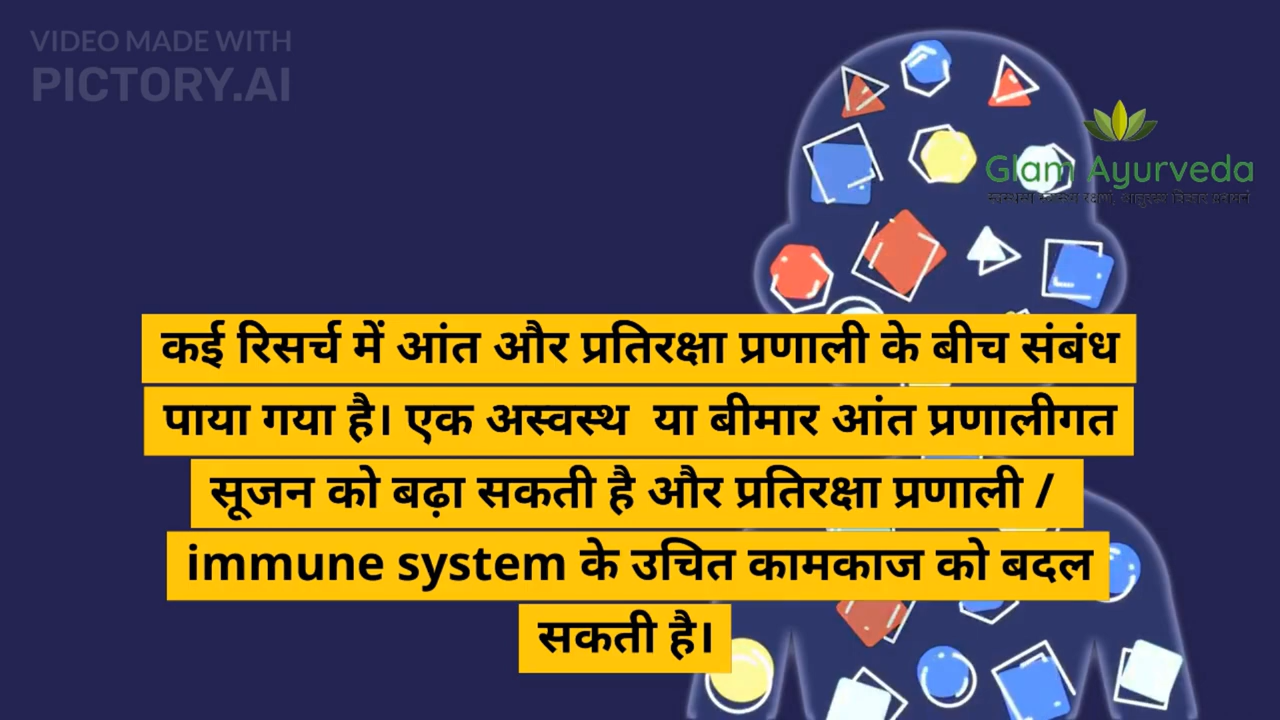 VIDEO MADE WITH
PICTORY.AI
Glam Ayurveda
कई रिसर्च में आंत और प्रतिरक्षा प्रणाली के बीच संबंध
पाया गया है। एक अस्वस्थ या बीमार आंत प्रणालीगत
सूजन को बढ़ा सकती है और प्रतिरक्षा प्रणाली /
immune system के उचित कामकाज को बदल
सकती है।